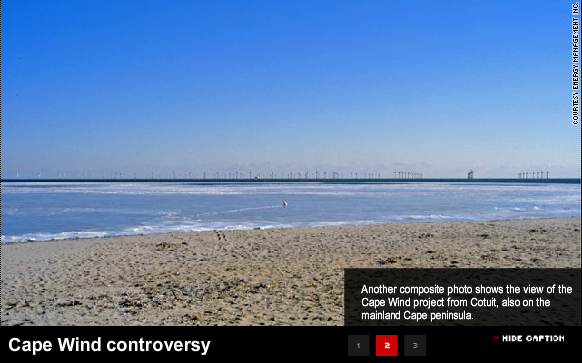 COURTESY ENERGY MANAGEMENT INC.
Another composite photo shows the view of the
Cape Wind project from Cotuit, also on the
mainland Cape peninsula.
Cape Wind controversy
1 2 3
HIDE CAPTION